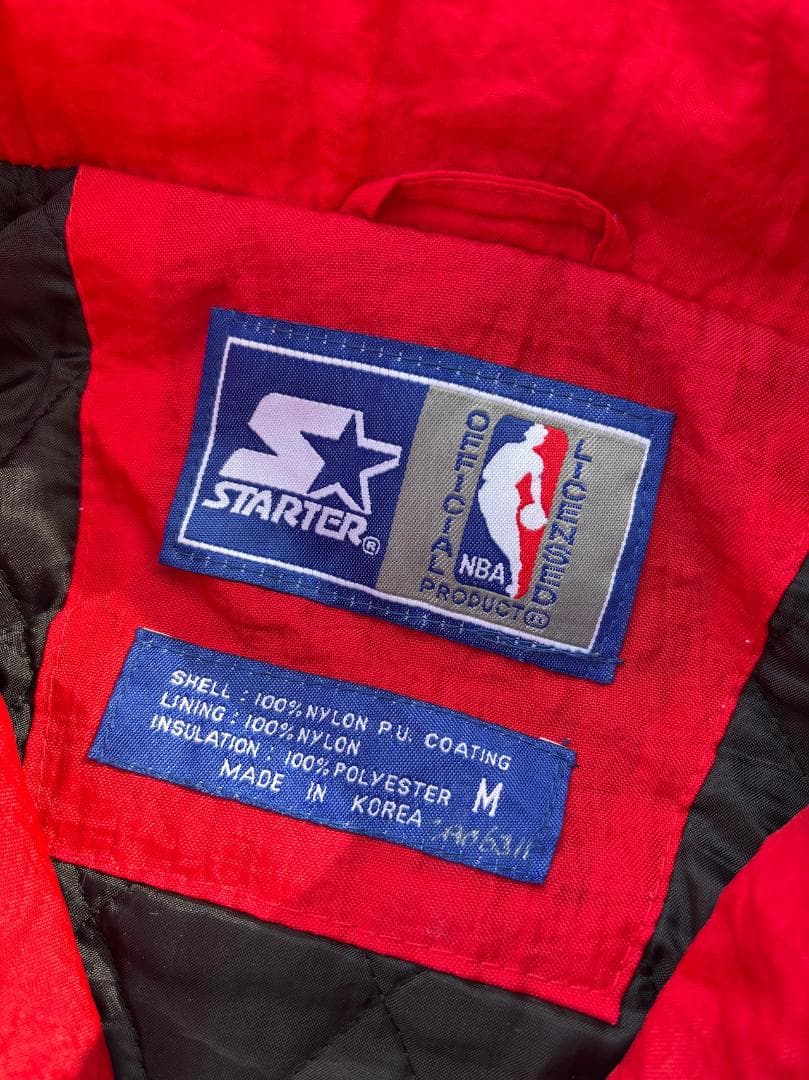 STARTER®
OFFICIAL
LICENSED
NBA
PRODUCT
SHELL : 100% NYLON P.U. COATING
LINING : 100% NYLON
INSULATION : 100% POLYESTER M
MADE IN KOREA